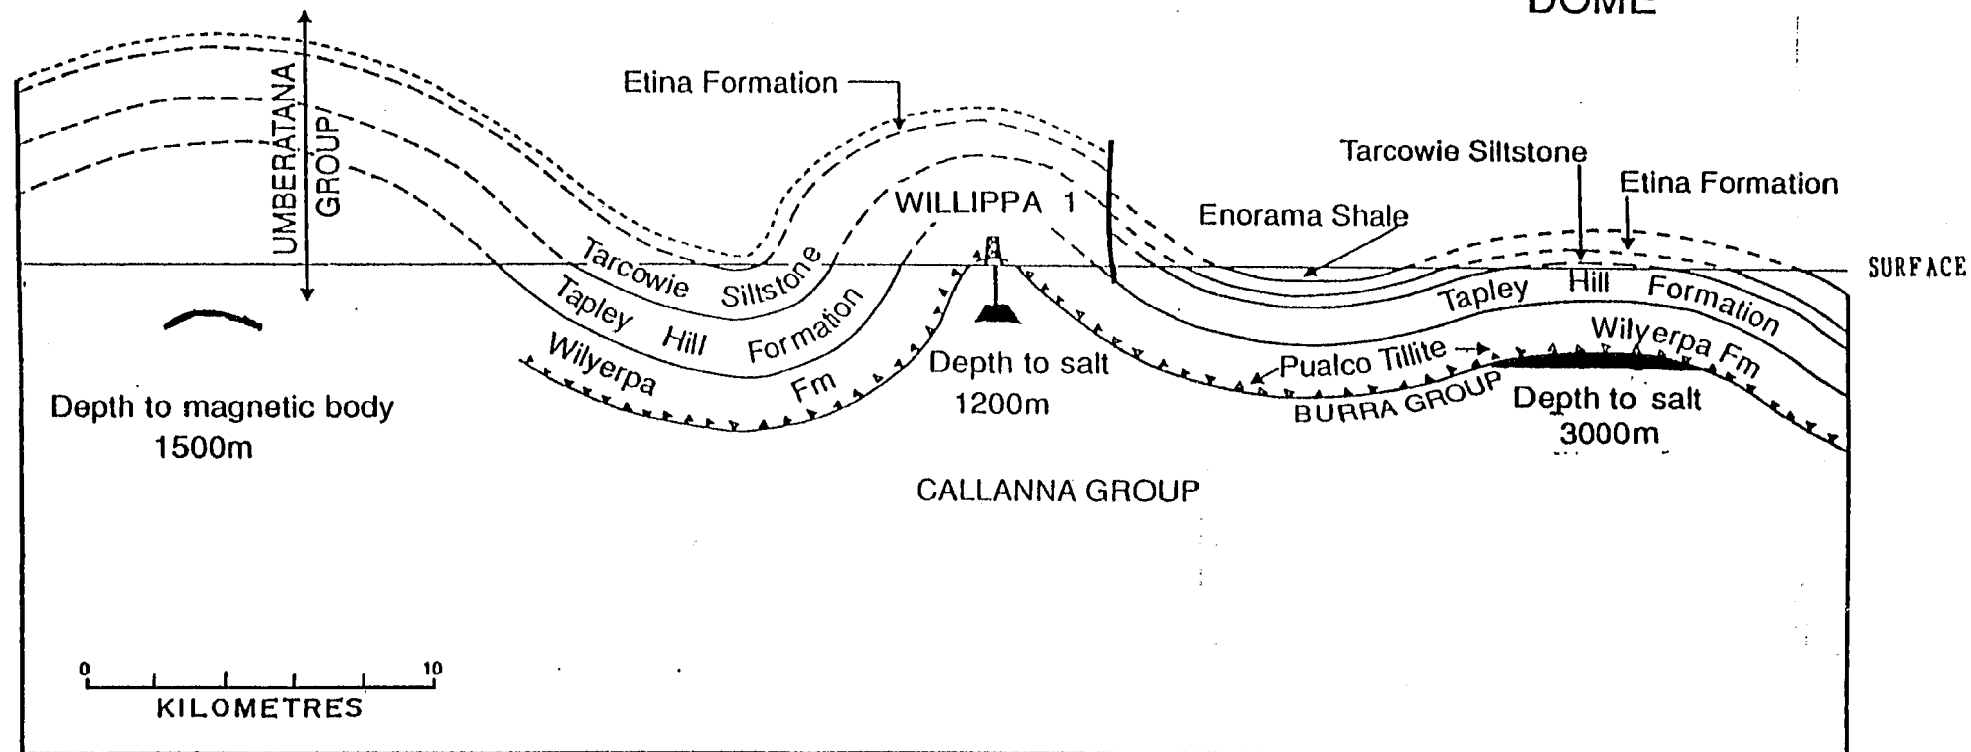 DOME
UMBERATANA
GROUP
Etina Formation
WILLIPPA 1
Tarcowie Siltstone
Etina Formation
Enorama Shale
SURFACE
Tarcowie Siltstone
Tapley Hill Formation
Wilyerpa Fm
Tapley Hill Formation
Wilyerpa Fm
Pualco Tillite
BURRA GROUP
Depth to magnetic body
1500m
Depth to salt
1200m
Depth to salt
3000m
CALLANNA GROUP
0 10
KILOMETRES